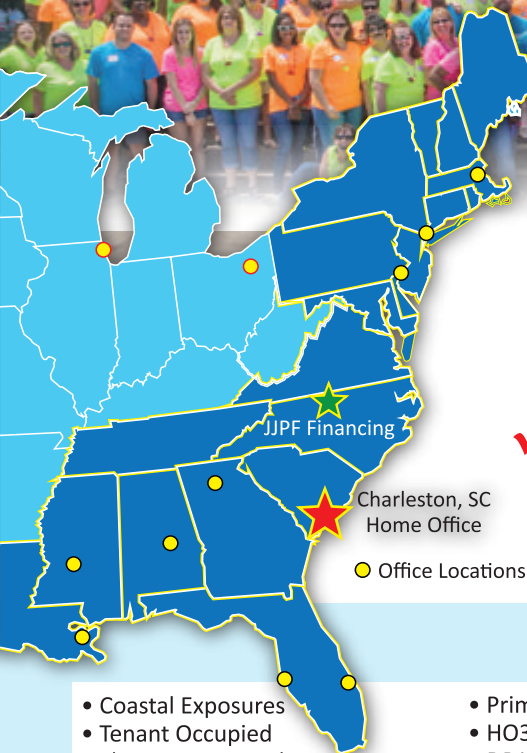 JJPF Financing
Charleston, SC
Home Office
Office Locations
• Coastal Exposures
• Tenant Occupied